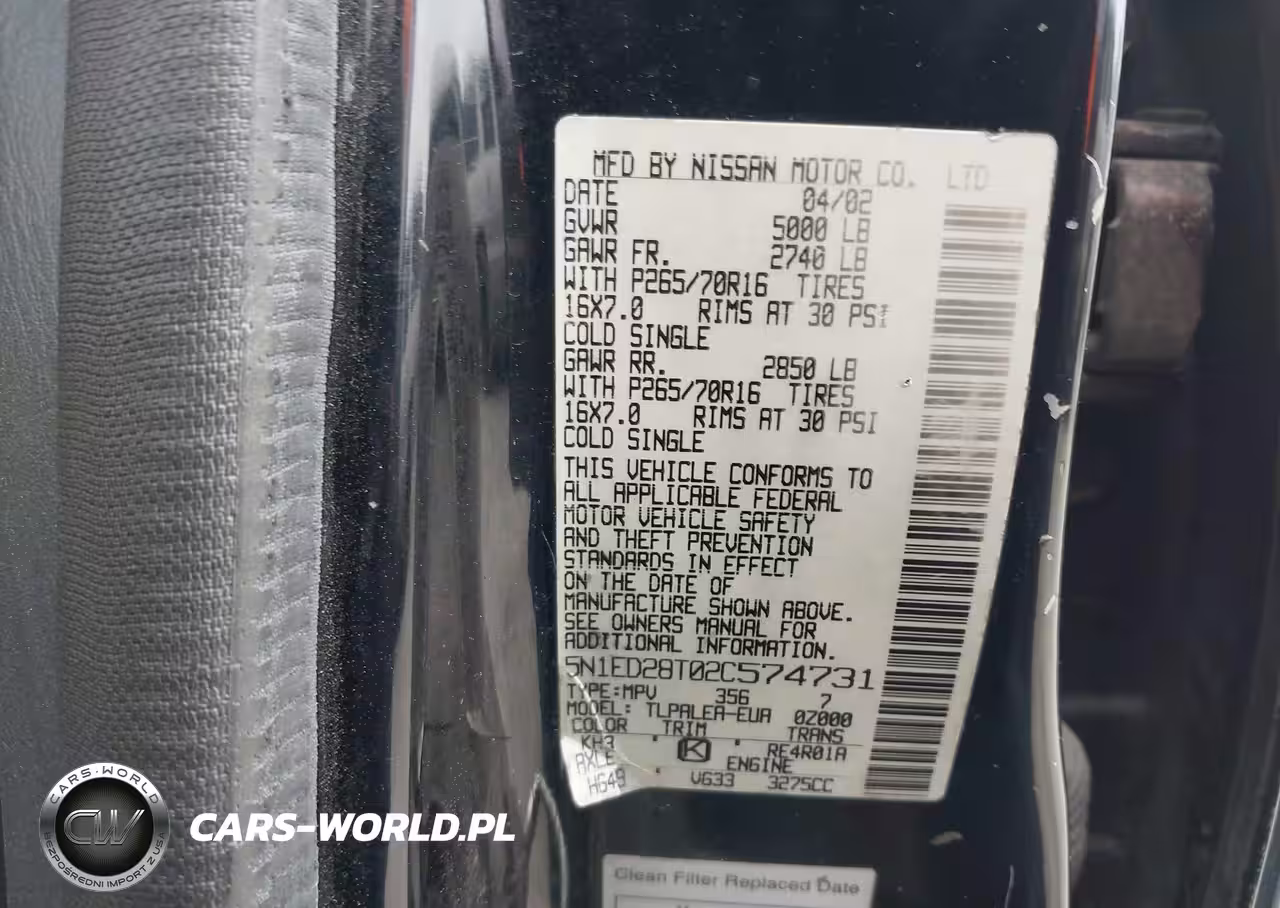 MFD BY NISSAN MOTOR CO. LTD
DATE 04/02
GVWR 5000 LB
GAWR FR. 2740 LB
WITH P265/70R16 TIRES
16X7.0 RIMS AT 30 PSI
COLD SINGLE
GAWR RR. 2850 LB
WITH P265/70R16 TIRES
16X7.0 RIMS AT 30 PSI
COLD SINGLE
THIS VEHICLE CONFORMS TO
ALL APPLICABLE FEDERAL
MOTOR VEHICLE SAFETY
AND THEFT PREVENTION
STANDARDS IN EFFECT
ON THE DATE OF
MANUFACTURE SHOWN ABOVE.
SEE OWNERS MANUAL FOR
ADDITIONAL INFORMATION.
5N1ED28T02C574731
TYPE:MPV 356 7
MODEL: TLPALEA-EUA 0Z000
COLOR TRIM TRANS
KH3 K RE4R01A
AXLE ENGINE
HG49 VG33 3275CC
Clean Filter Replaced Date
CARS-WORLD
CW
BEZPOŚREDNI IMPORT Z USA
CARS-WORLD.PL